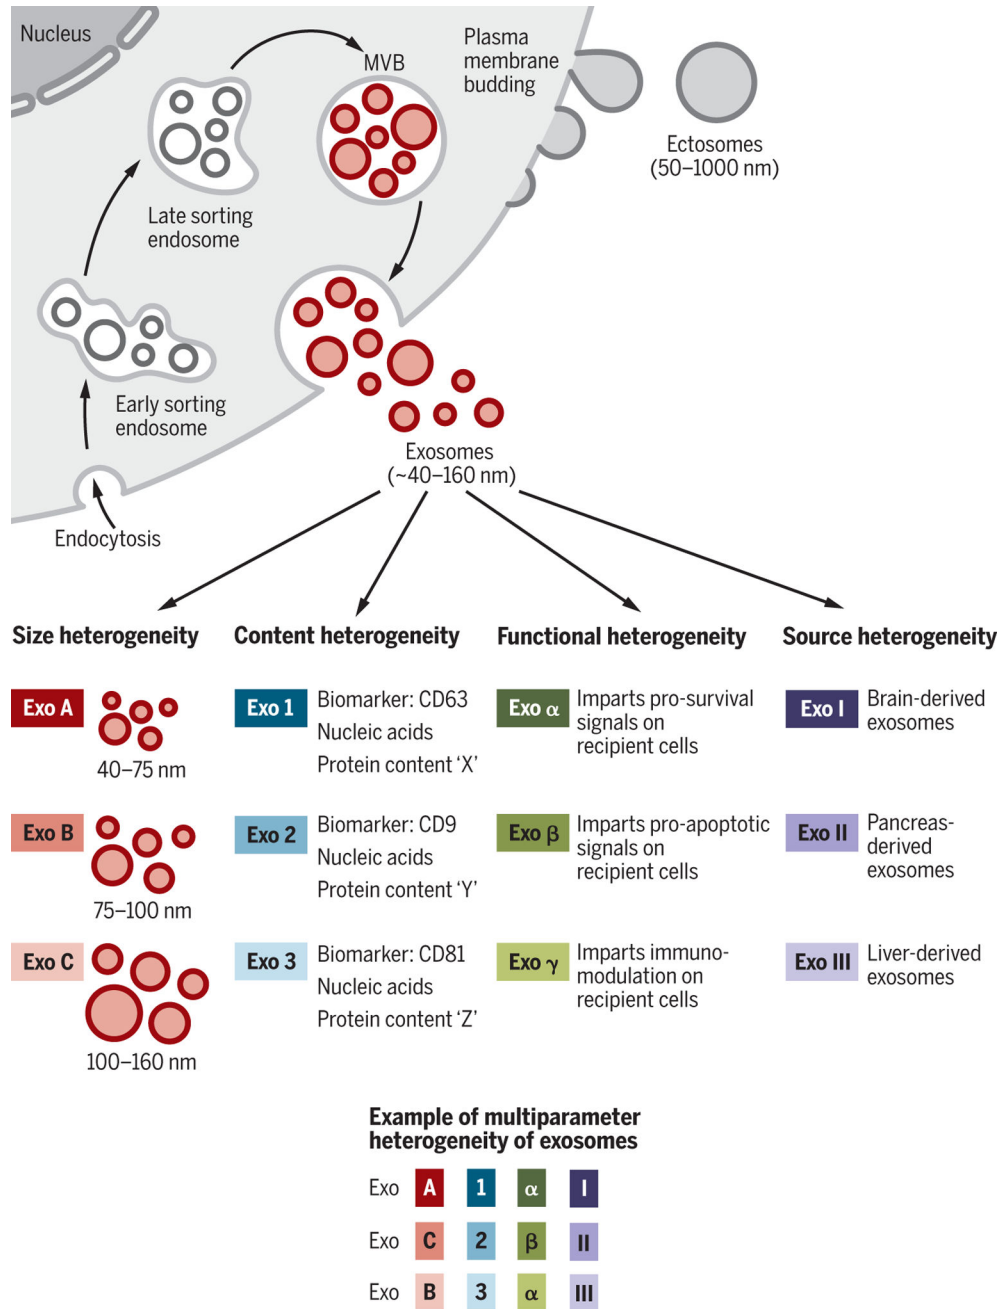 Nucleus
MVB
Plasma
membrane
budding
Ectosomes
(50–1000 nm)
Late sorting
endosome
Early sorting
endosome
Endocytosis
Exosomes
(~40–160 nm)
Size heterogeneity
Exo A
40–75 nm
Exo B
75–100 nm
Exo C
100–160 nm
Content heterogeneity
Exo 1
Biomarker: CD63
Nucleic acids
Protein content ‘X’
Exo 2
Biomarker: CD9
Nucleic acids
Protein content ‘Y’
Exo 3
Biomarker: CD81
Nucleic acids
Protein content ‘Z’
Functional heterogeneity
Exo α
Imparts pro-survival
signals on
recipient cells
Exo β
Imparts pro-apoptotic
signals on
recipient cells
Exo γ
Imparts immuno-
modulation on
recipient cells
Source heterogeneity
Exo I
Brain-derived
exosomes
Exo II
Pancreas-
derived
exosomes
Exo III
Liver-derived
exosomes
Example of multiparameter
heterogeneity of exosomes
Exo A 1 α I
Exo C 2 β II
Exo B 3 α III